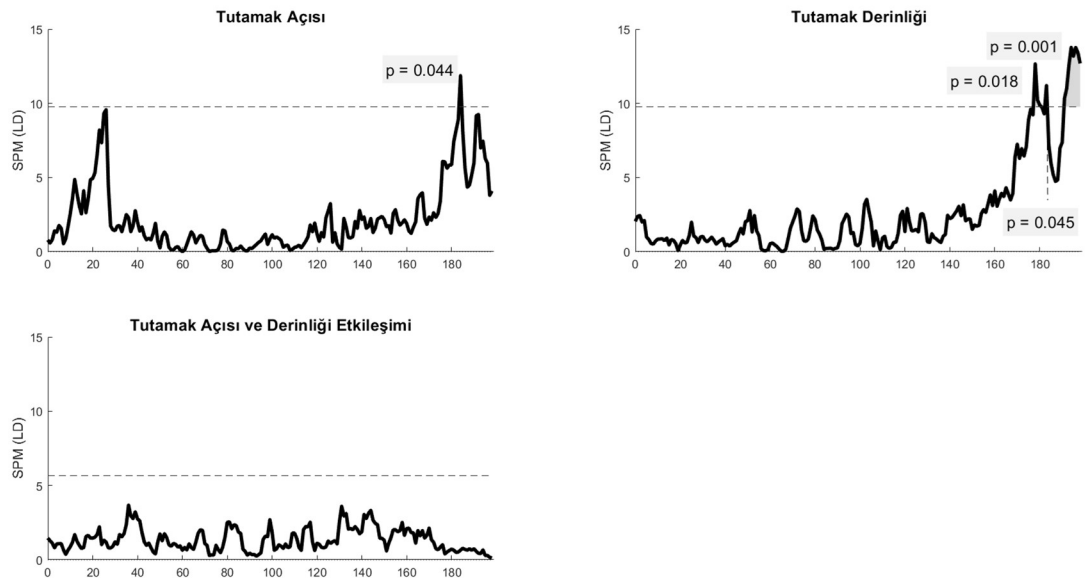 Tutamak Açısı
15
10
5
0
SPM (LD)
p = 0.044
0 20 40 60 80 100 120 140 160 180
Tutamak Derinliği
15
10
5
0
SPM (LD)
p = 0.001
p = 0.018
p = 0.045
0 20 40 60 80 100 120 140 160 180
Tutamak Açısı ve Derinliği Etkileşimi
15
10
5
0
SPM (LD)
0 20 40 60 80 100 120 140 160 180